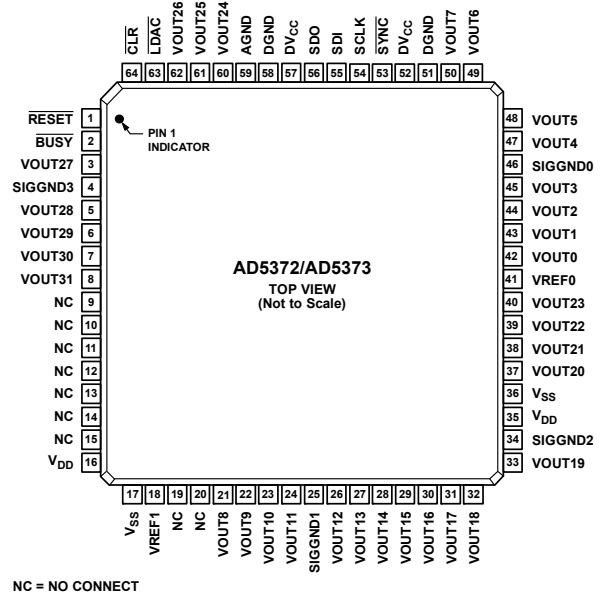 CLR
LDAC
VOUT26
VOUT25
VOUT24
AGND
DGND
DVCC
SDO
SDI
SCLK
SYNC
DVCC
DGND
VOUT7
VOUT6
64 63 62 61 60 59 58 57 56 55 54 53 52 51 50 49
RESET 1
BUSY 2
VOUT27 3
SIGGND3 4
VOUT28 5
VOUT29 6
VOUT30 7
VOUT31 8
NC 9
NC 10
NC 11
NC 12
NC 13
NC 14
NC 15
VDD 16
PIN 1
INDICATOR
AD5372/AD5373
TOP VIEW
(Not to Scale)
48 VOUT5
47 VOUT4
46 SIGGND0
45 VOUT3
44 VOUT2
43 VOUT1
42 VOUT0
41 VREF0
40 VOUT23
39 VOUT22
38 VOUT21
37 VOUT20
36 VSS
35 VDD
34 SIGGND2
33 VOUT19
17 18 19 20 21 22 23 24 25 26 27 28 29 30 31 32
VSS
VREF1
NC
NC
VOUT8
VOUT9
VOUT10
VOUT11
SIGGND1
VOUT12
VOUT13
VOUT14
VOUT15
VOUT16
VOUT17
VOUT18
NC = NO CONNECT